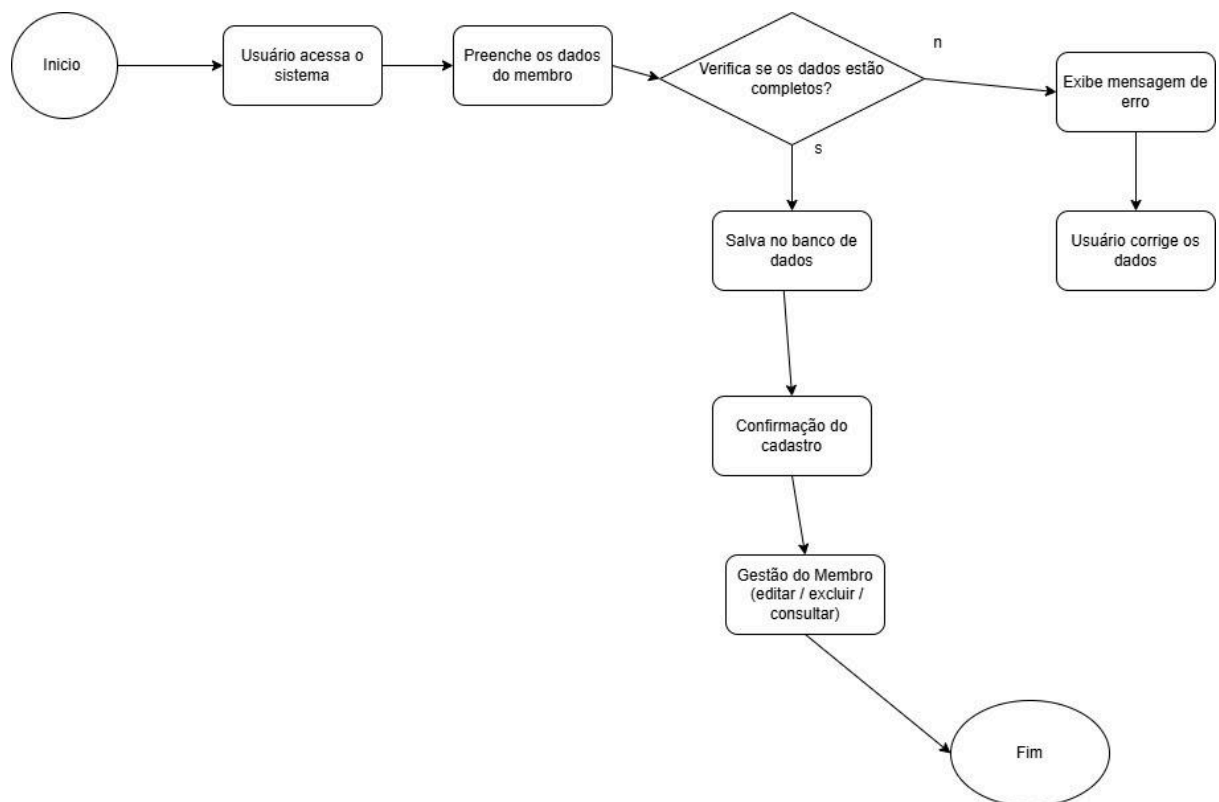 Inicio
Usuário acessa o
sistema
Preenche os dados
do membro
Verifica se os dados estão
completos?
n
Exibe mensagem de
erro
s
Salva no banco de
dados
Usuário corrige os
dados
Confirmação do
cadastro
Gestão do Membro
(editar / excluir /
consultar)
Fim